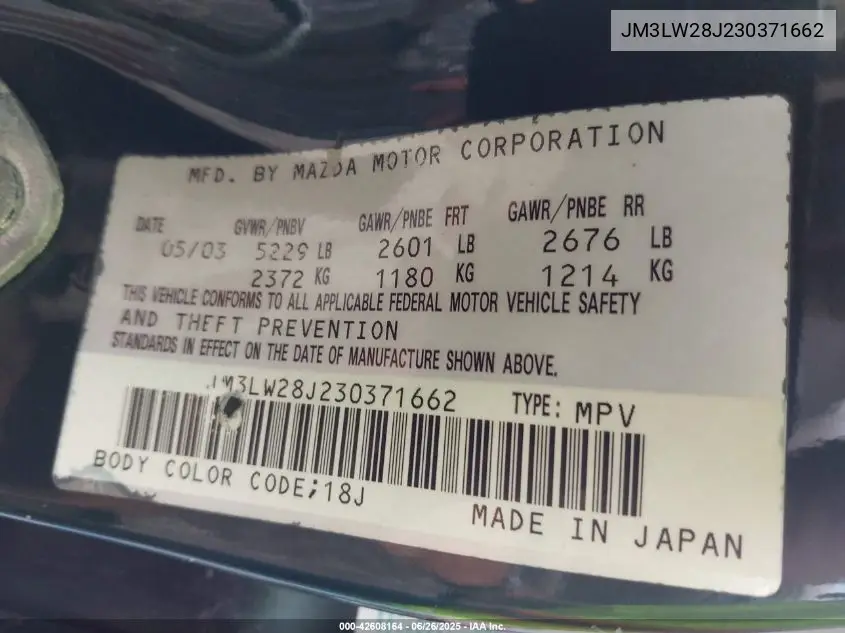 JM3LW28J230371662
MFD. BY MAZDA MOTOR CORPORATION
DATE GVWR/PNBV GAWR/PNBE FRT GAWR/PNBE RR
05/03 5229 LB 2601 LB 2676 LB
2372 KG 1180 KG 1214 KG
THIS VEHICLE CONFORMS TO ALL APPLICABLE FEDERAL MOTOR VEHICLE SAFETY
AND THEFT PREVENTION
STANDARDS IN EFFECT ON THE DATE OF MANUFACTURE SHOWN ABOVE.
JM3LW28J230371662 TYPE: MPV
BODY COLOR CODE;18J
MADE IN JAPAN
000-42608164 - 06/26/2025 - IAA Inc.